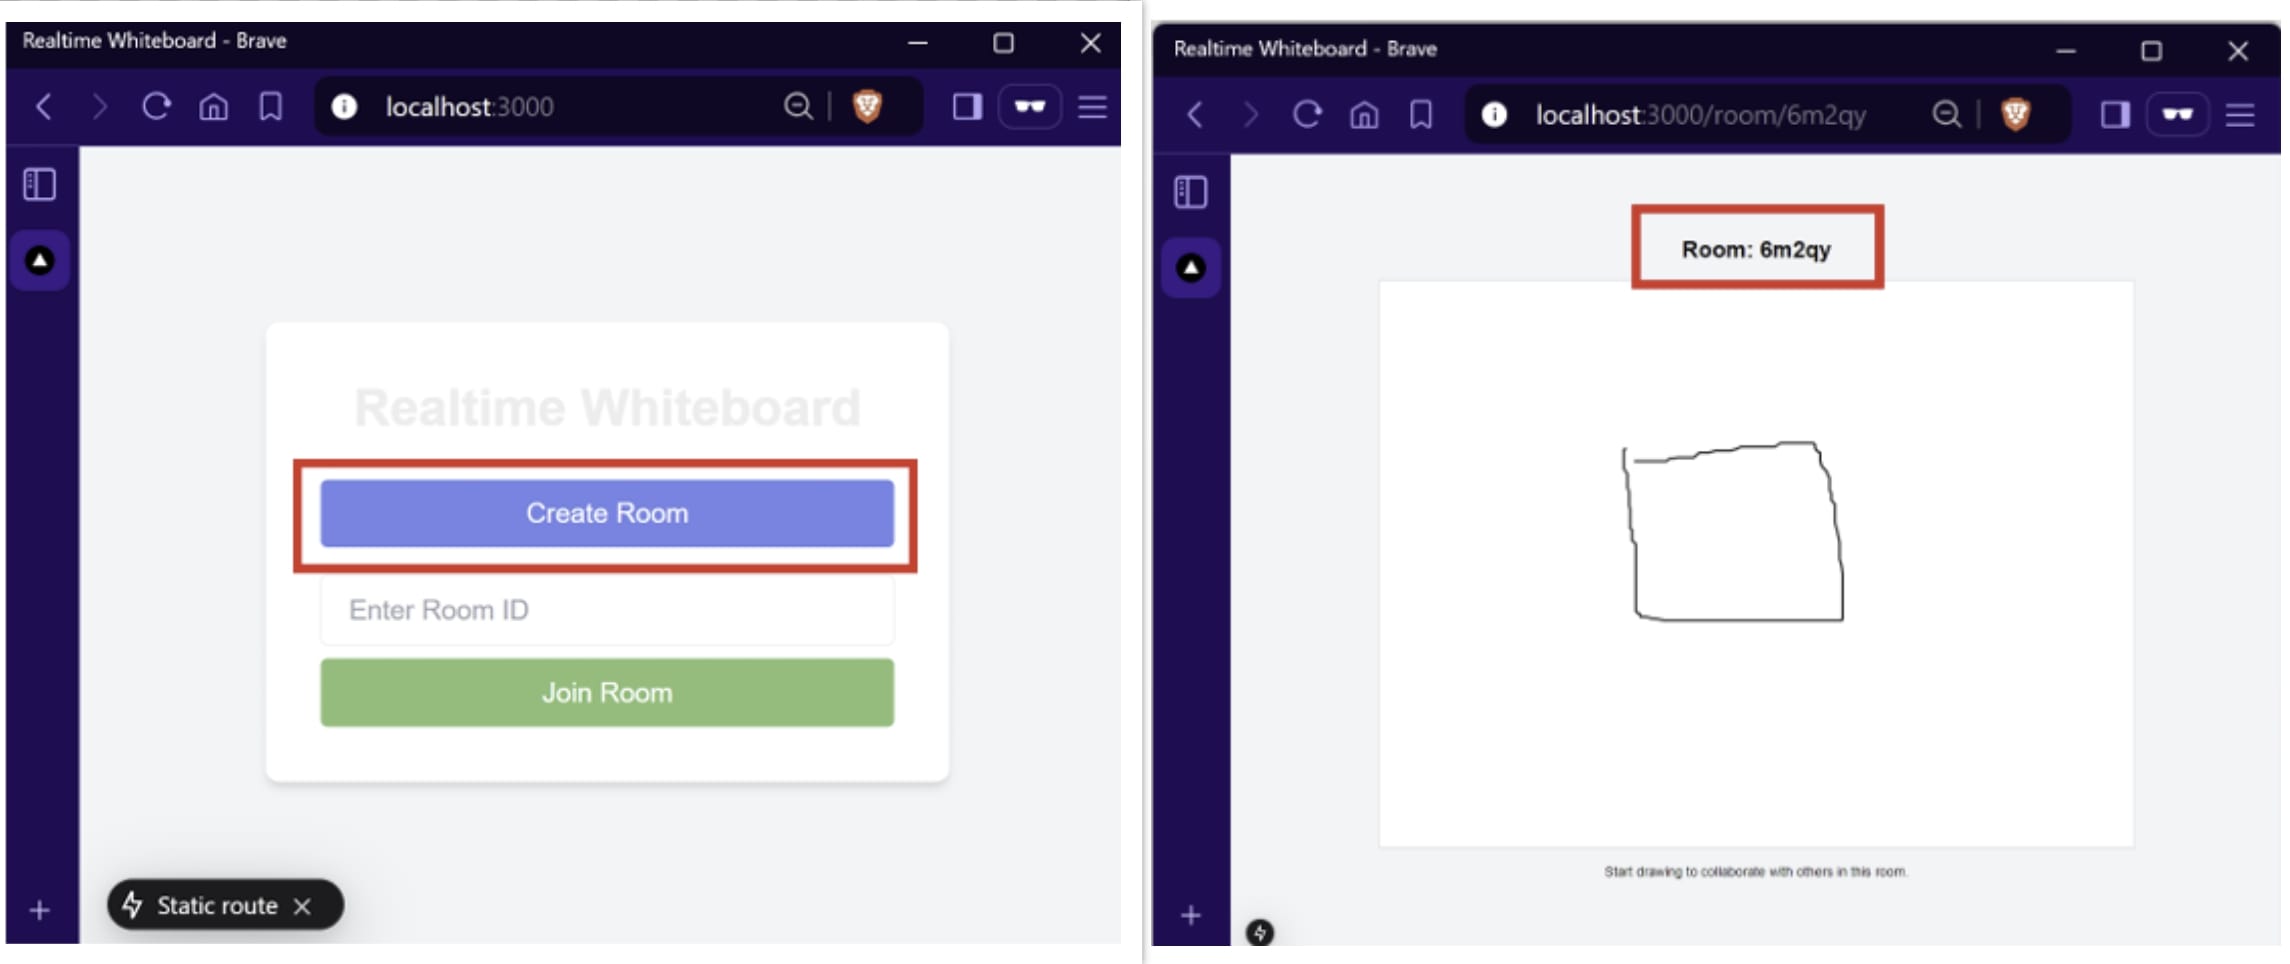 Realtime Whiteboard - Brave
localhost:3000
Realtime Whiteboard
Create Room
Enter Room ID
Join Room
Static route
Realtime Whiteboard - Brave
localhost:3000/room/6m2qy
Room: 6m2qy
Start drawing to collaborate with others in this room.